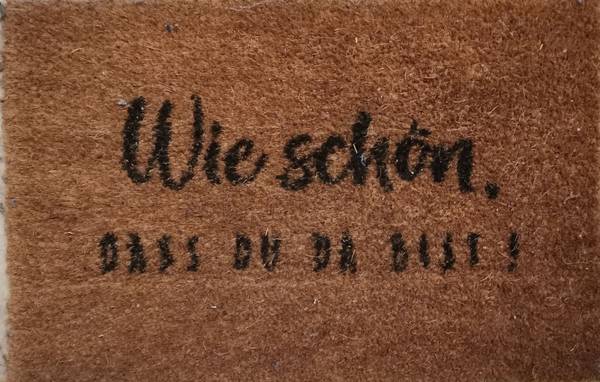 Wie schön,
DASS DU DA BIST !